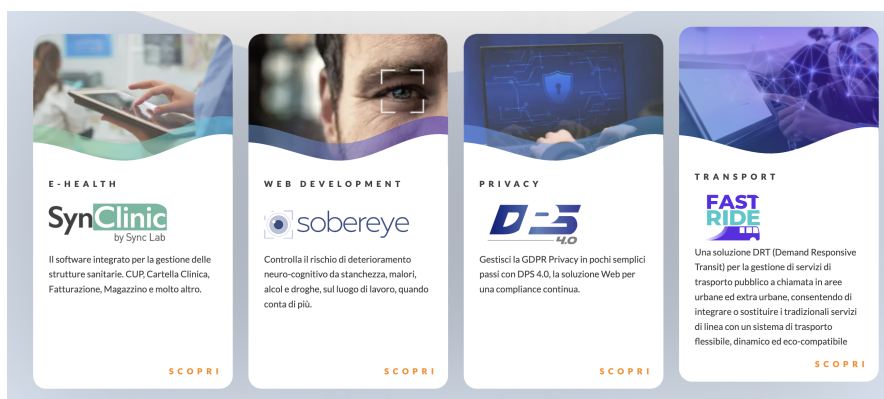 E-HEALTH
SynClinic
by Sync Lab
Il software integrato per la gestione delle
strutture sanitarie. CUP, Cartella Clinica,
Fatturazione, Magazzino e molto altro.
SCOPRI
WEB DEVELOPMENT
sobereye
Controlla il rischio di deterioramento
neuro-cognitivo da stanchezza, malori,
alcol e droghe, sul luogo di lavoro, quando
conta di più.
SCOPRI
PRIVACY
DPS
4.0
Gestisci la GDPR Privacy in pochi semplici
passi con DPS 4.0, la soluzione Web per
una compliance continua.
SCOPRI
TRANSPORT
FAST
RIDE
Una soluzione DRT (Demand Responsive
Transit) per la gestione di servizi di
trasporto pubblico a chiamata in aree
urbane ed extra urbane, consentendo di
integrare o sostituire i tradizionali servizi
di linea con un sistema di trasporto
flessibile, dinamico ed eco-compatibile
SCOPRI